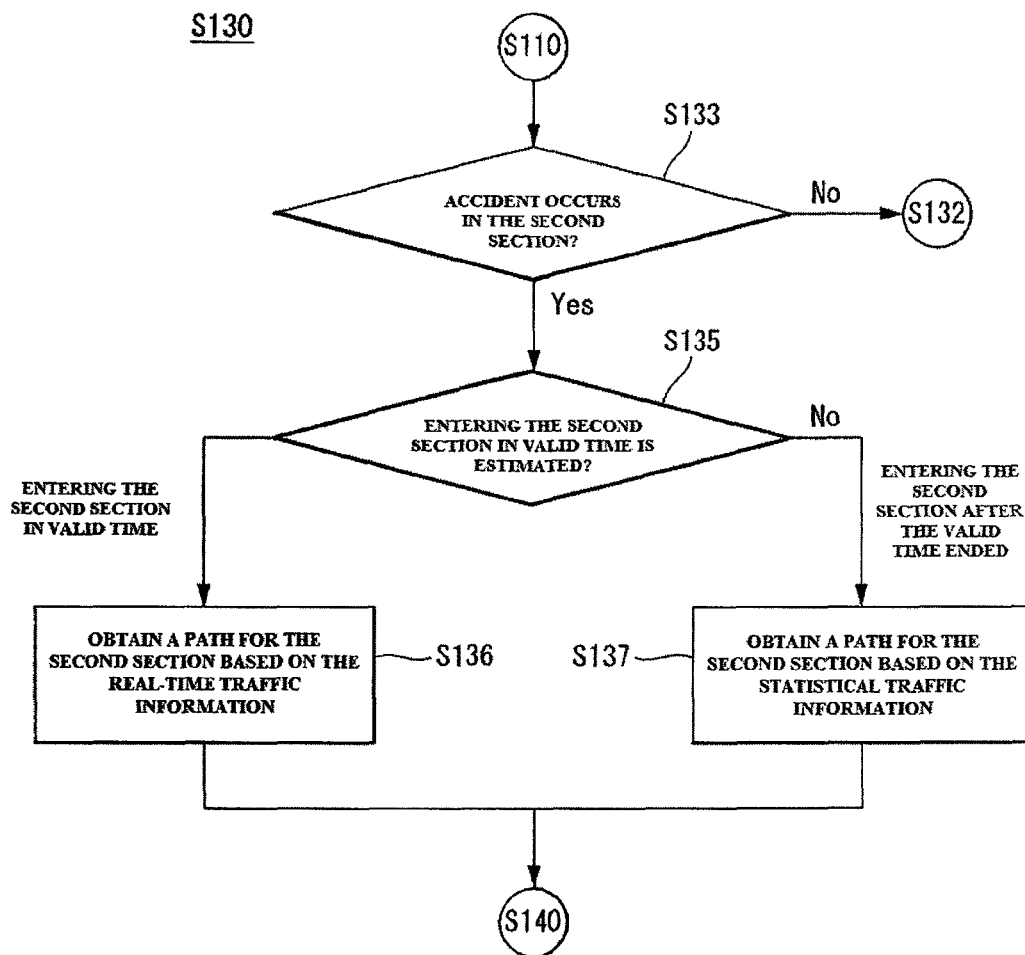 S130
S110
S133
ACCIDENT OCCURS
IN THE SECOND
SECTION?
No
S132
Yes
S135
ENTERING THE SECOND
SECTION IN VALID TIME IS
ESTIMATED?
No
ENTERING THE
SECOND SECTION
IN VALID TIME
ENTERING THE
SECOND
SECTION AFTER
THE VALID
TIME ENDED
OBTAIN A PATH FOR THE
SECOND SECTION BASED ON THE
REAL-TIME TRAFFIC
INFORMATION
S136
S137
OBTAIN A PATH FOR THE
SECOND SECTION BASED ON THE
STATISTICAL TRAFFIC
INFORMATION
S140